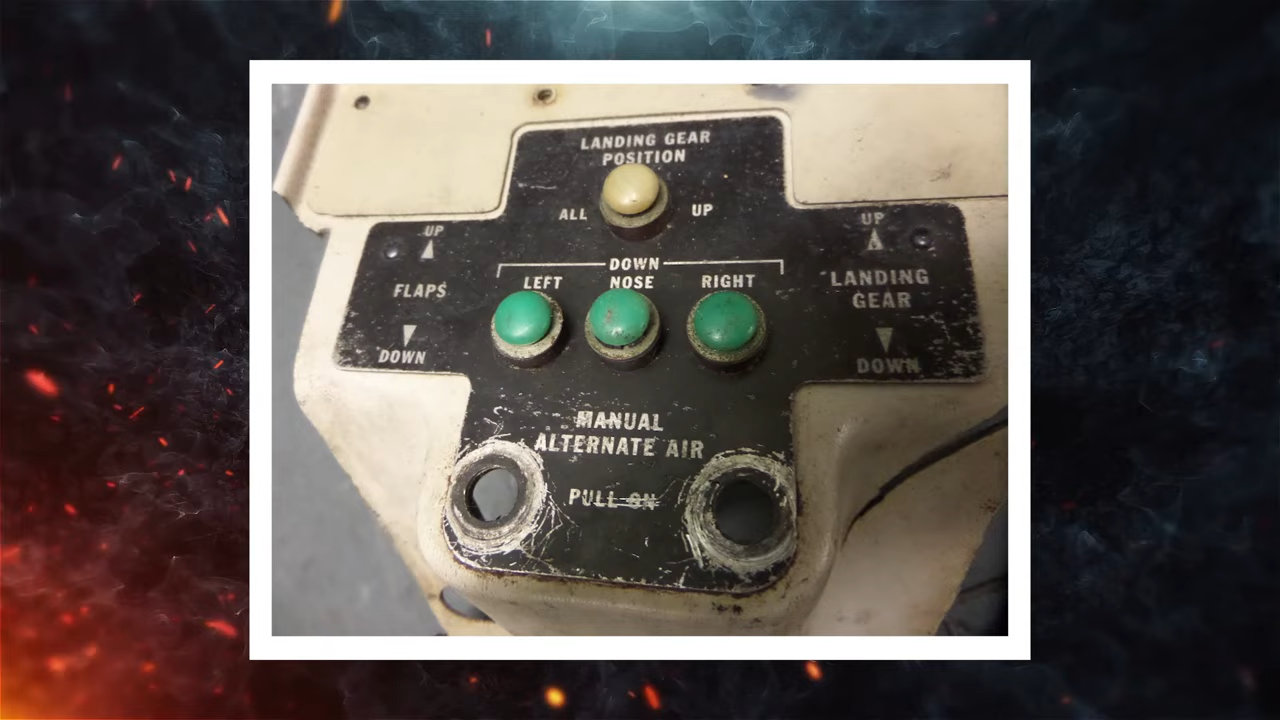 LANDING GEAR
POSITION
ALL UP
UP
FLAPS
DOWN
DOWN
LEFT NOSE RIGHT
UP
LANDING
GEAR
DOWN
MANUAL
ALTERNATE AIR
PULL ON